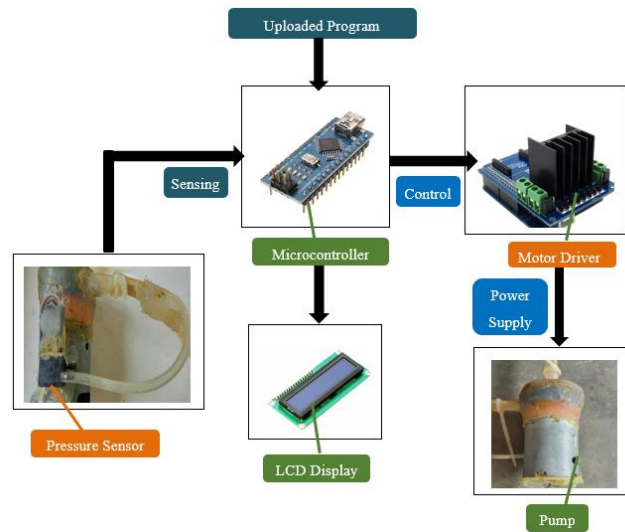 Uploaded Program
Sensing
Control
Microcontroller
Motor Driver
Power
Supply
Pressure Sensor
LCD Display
Pump